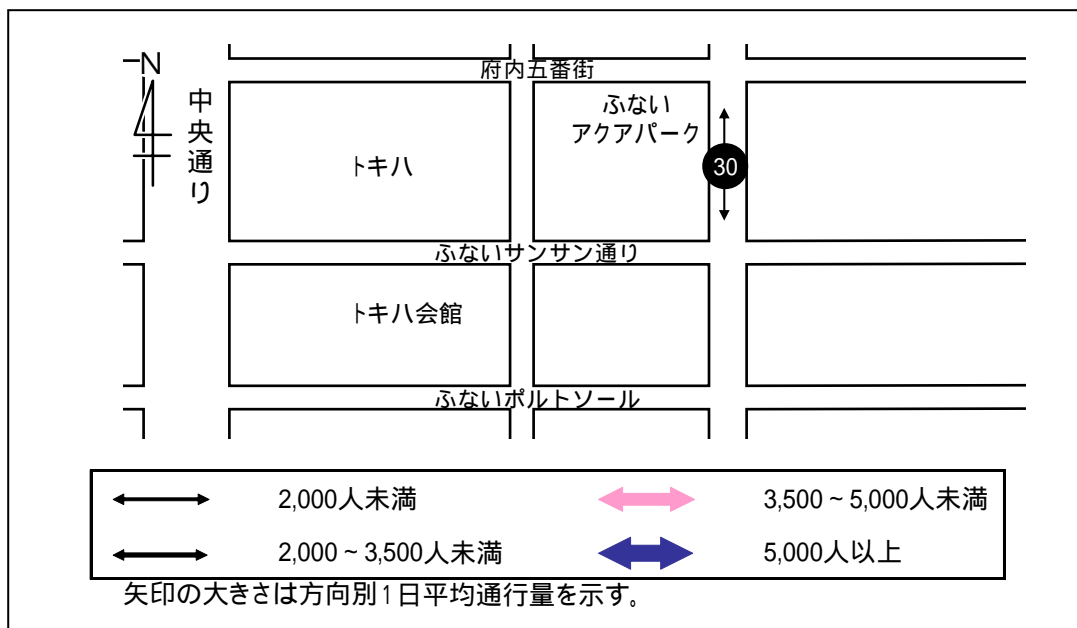 N
府内五番街
中央通り
ふない
アクアパーク
トキハ
30
ふないサンサン通り
トキハ会館
ふないポルトソール
2,000人未満
3,500~5,000人未満
2,000~3,500人未満
5,000人以上
矢印の大きさは方向別1日平均通行量を示す。